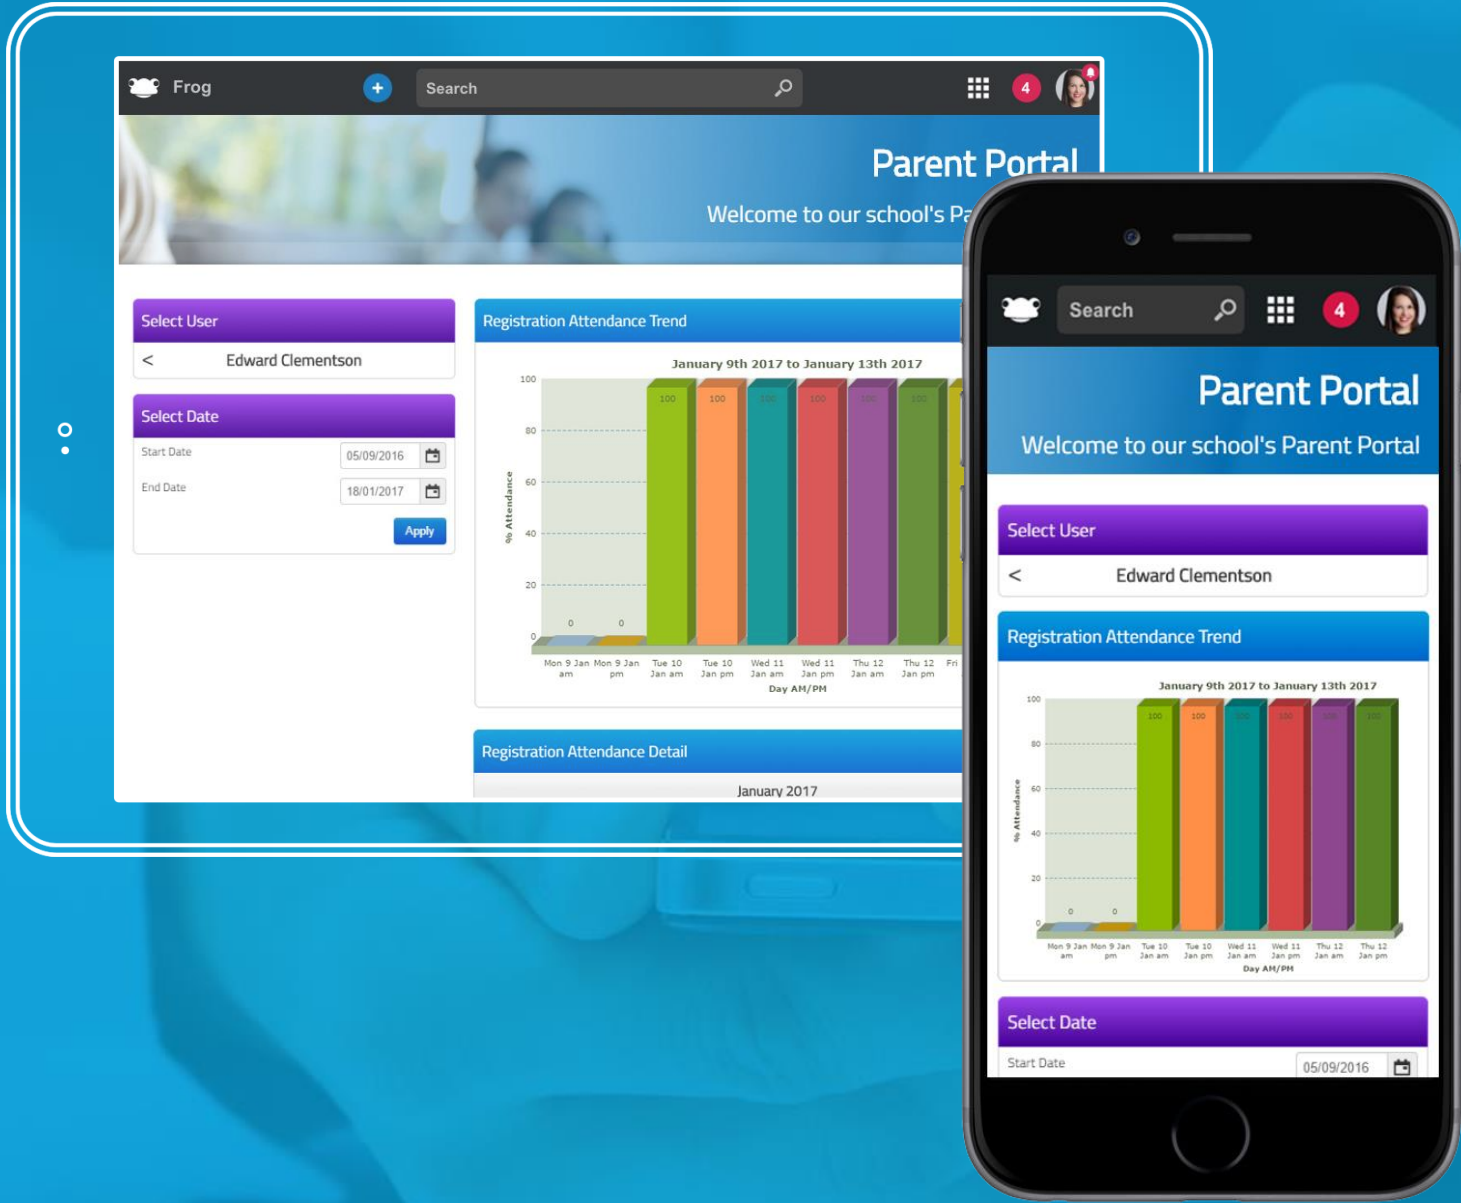 Frog
+
Search
4
Parent Portal
Welcome to our school's Pa
Select User
<
Edward Clementson
Select Date
Start Date
05/09/2016
End Date
18/01/2017
Apply
Registration Attendance Trend
January 9th 2017 to January 13th 2017
% Attendance
100
80
60
40
20
0
0 0 100 100 100 100 100 100
Mon 9 Jan am
Mon 9 Jan pm
Tue 10 Jan am
Tue 10 Jan pm
Wed 11 Jan am
Wed 11 Jan pm
Thu 12 Jan am
Thu 12 Jan pm
Fri
Day AM/PM
Registration Attendance Detail
January 2017
Search
4
Parent Portal
Welcome to our school's Parent Portal
Select User
<
Edward Clementson
Registration Attendance Trend
January 9th 2017 to January 13th 2017
% Attendance
100
80
60
40
20
0
0 0 100 100 100 100 100 100
Mon 9 Jan am
Mon 9 Jan pm
Tue 10 Jan am
Tue 10 Jan pm
Wed 11 Jan am
Wed 11 Jan pm
Thu 12 Jan am
Thu 12 Jan pm
Day AM/PM
Select Date
Start Date
05/09/2016